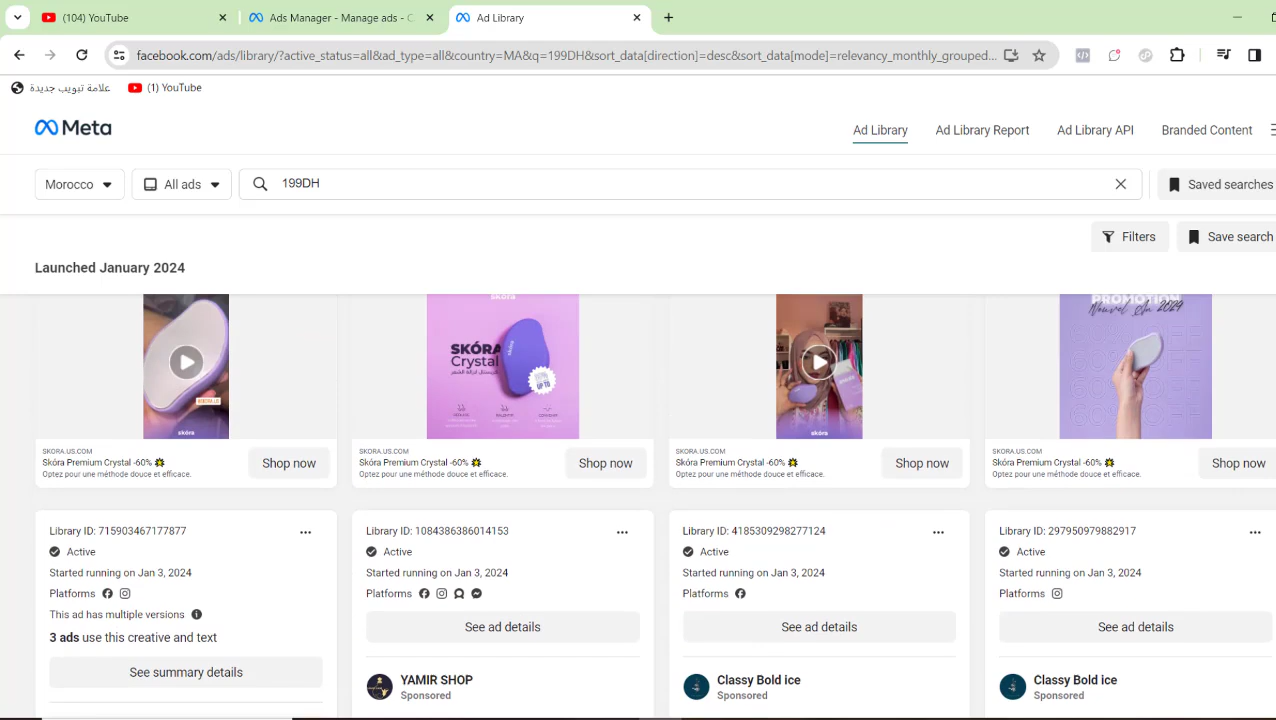 (104) YouTube
Ads Manager - Manage ads - C
Ad Library
facebook.com/ads/library/?active_status=all&ad_type=all&country=MA&q=199DH&sort_data[direction]=desc&sort_data[mode]=relevancy_monthly_grouped...
علامة تبويب جديدة
(1) YouTube
Meta
Ad Library
Ad Library Report
Ad Library API
Branded Content
Morocco
All ads
199DH
Saved searches
Filters
Save search
Launched January 2024
skóra
SKÓRA
Crystal
UP TO
skóra
skóra
PROMOTION
Nouvel An 2024
SKORA.US.COM
Skóra Premium Crystal -60% 💥
Optez pour une méthode douce et efficace.
Shop now
SKORA.US.COM
Skóra Premium Crystal -60% 💥
Optez pour une méthode douce et efficace.
Shop now
SKORA.US.COM
Skóra Premium Crystal -60% 💥
Optez pour une méthode douce et efficace.
Shop now
SKORA.US.COM
Skóra Premium Crystal -60% 💥
Optez pour une méthode douce et efficace.
Shop now
Library ID: 715903467177877
Active
Started running on Jan 3, 2024
Platforms
This ad has multiple versions
3 ads use this creative and text
See summary details
Library ID: 1084386386014153
Active
Started running on Jan 3, 2024
Platforms
See ad details
YAMIR SHOP
Sponsored
Library ID: 4185309298277124
Active
Started running on Jan 3, 2024
Platforms
See ad details
Classy Bold ice
Sponsored
Library ID: 297950979882917
Active
Started running on Jan 3, 2024
Platforms
See ad details
Classy Bold ice
Sponsored